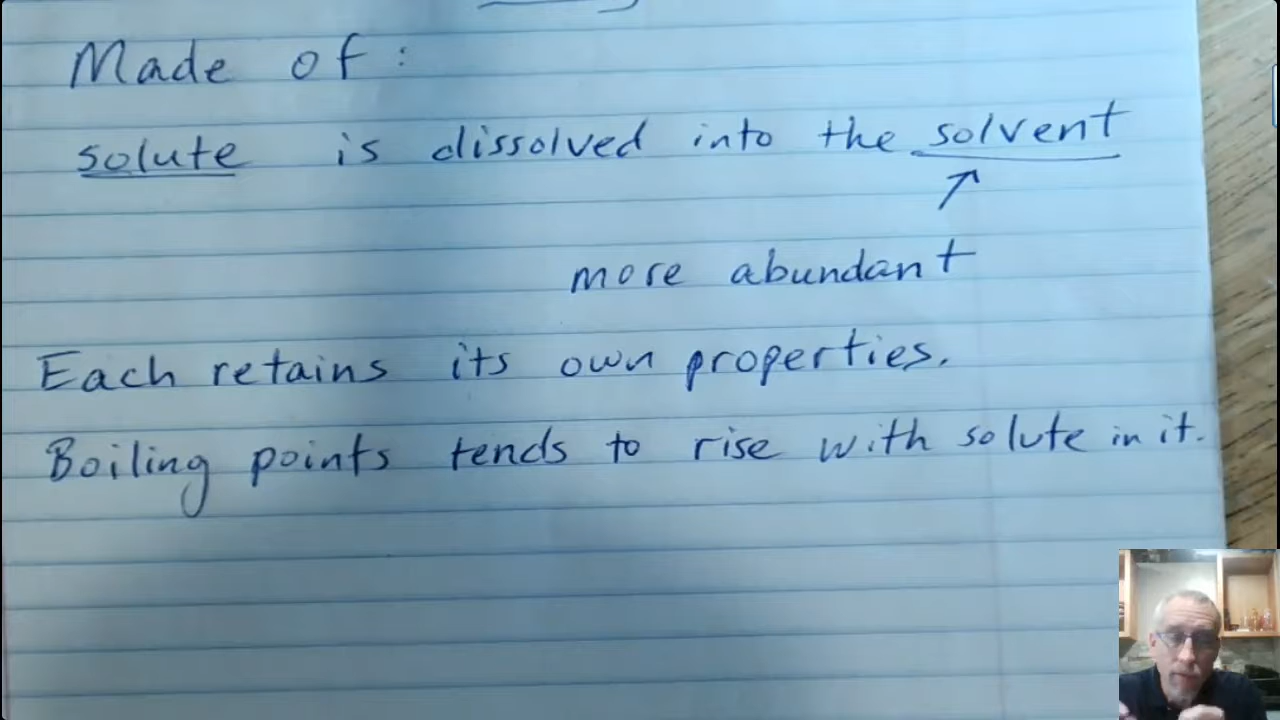 Made of:
solute is dissolved into the solvent
more abundant
Each retains its own properties.
Boiling points tends to rise with solute in it.